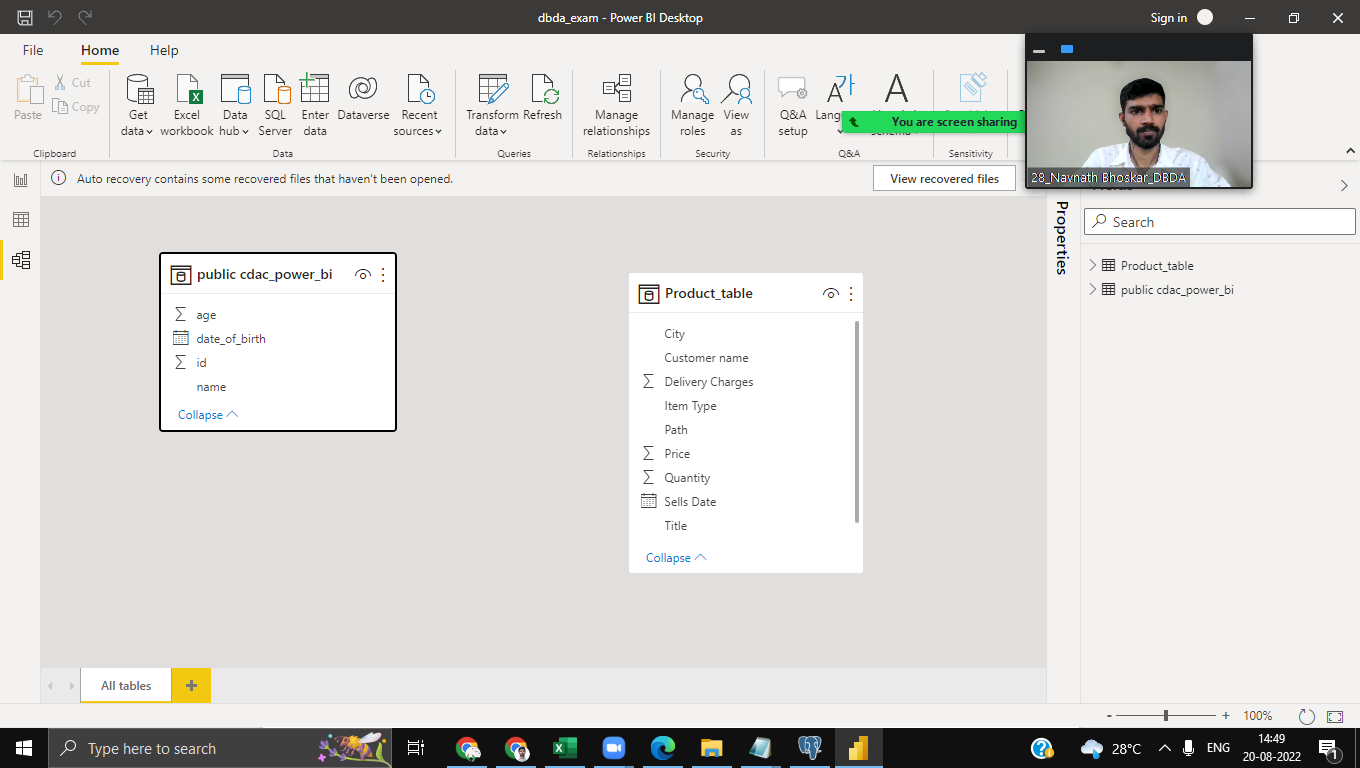 dbda_exam - Power BI Desktop
Sign in
File
Home
Help
Paste
Cut
Copy
Clipboard
Get
data
Excel
workbook
Data
hub
SQL
Server
Enter
data
Dataverse
Recent
sources
Data
Transform
data
Refresh
Queries
Manage
relationships
Relationships
Manage
roles
View
as
Security
Q&A
setup
Q&A
Sensitivity
You are screen sharing
28_Navnath Bhoskar_DBDA
Auto recovery contains some recovered files that haven't been opened.
View recovered files
Properties
Search
Product_table
public cdac_power_bi
public cdac_power_bi
age
date_of_birth
id
name
Collapse
Product_table
City
Customer name
Delivery Charges
Item Type
Path
Price
Quantity
Sells Date
Title
Collapse
All tables
100%
Type here to search
28°C
ENG
14:49
20-08-2022
1